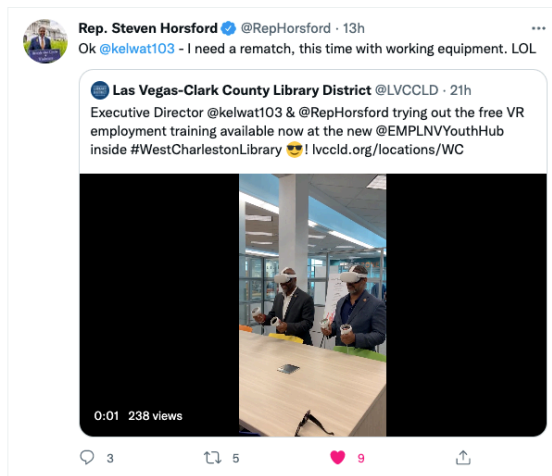 Rep. Steven Horsford @RepHorsford · 13h
Ok @kelwat103 - I need a rematch, this time with working equipment. LOL
Las Vegas-Clark County Library District @LVCCLD · 21h
Executive Director @kelwat103 & @RepHorsford trying out the free VR
employment training available now at the new @EMPLNVYouthHub
inside #WestCharlestonLibrary 😎! lvccld.org/locations/WC
0:01 238 views
3 5 9